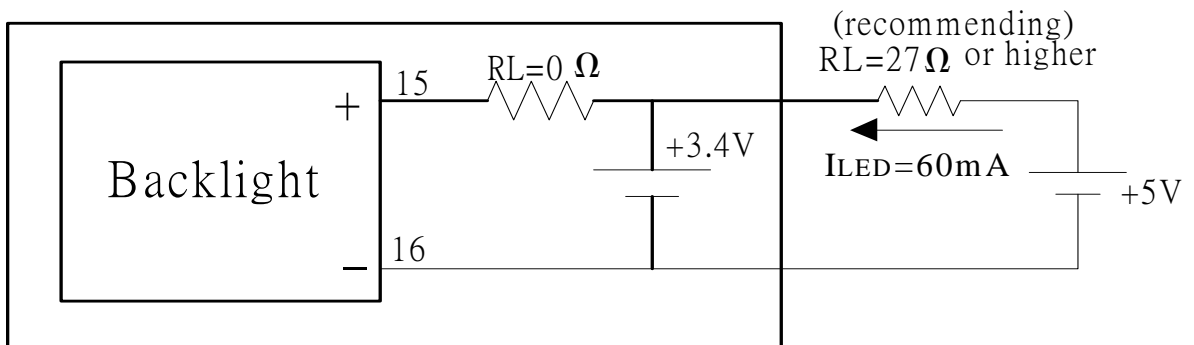 (recommending)
RL=27Ω or higher
RL=0 Ω
15
+
+3.4V
ILED=60mA
Backlight
+5V
16
−